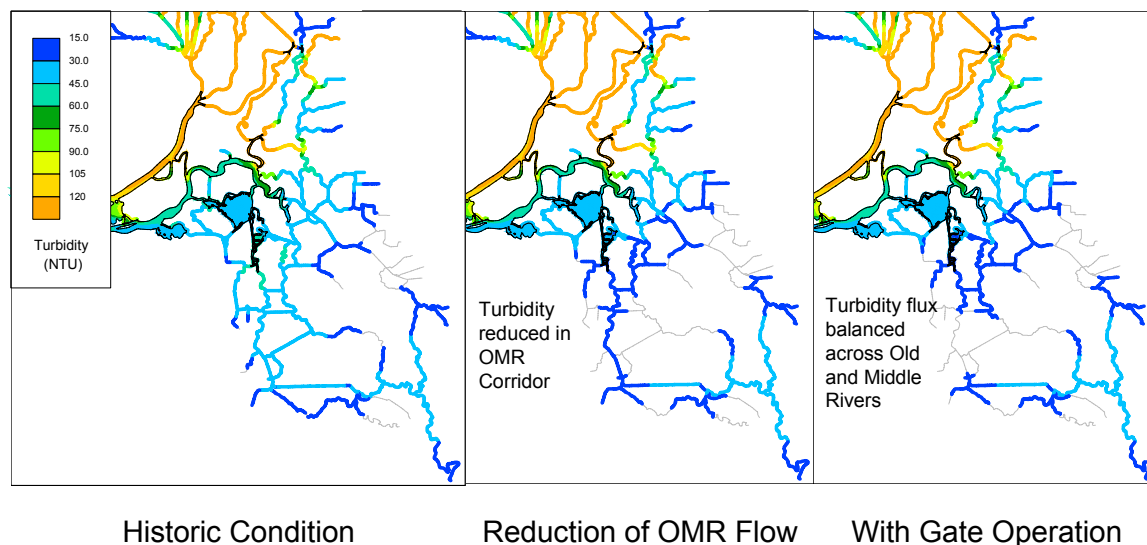 15.0
30.0
45.0
60.0
75.0
90.0
105
120
Turbidity
(NTU)
Turbidity
reduced in
OMR
Corridor
Turbidity flux
balanced
across Old
and Middle
Rivers
Historic Condition
Reduction of OMR Flow
With Gate Operation